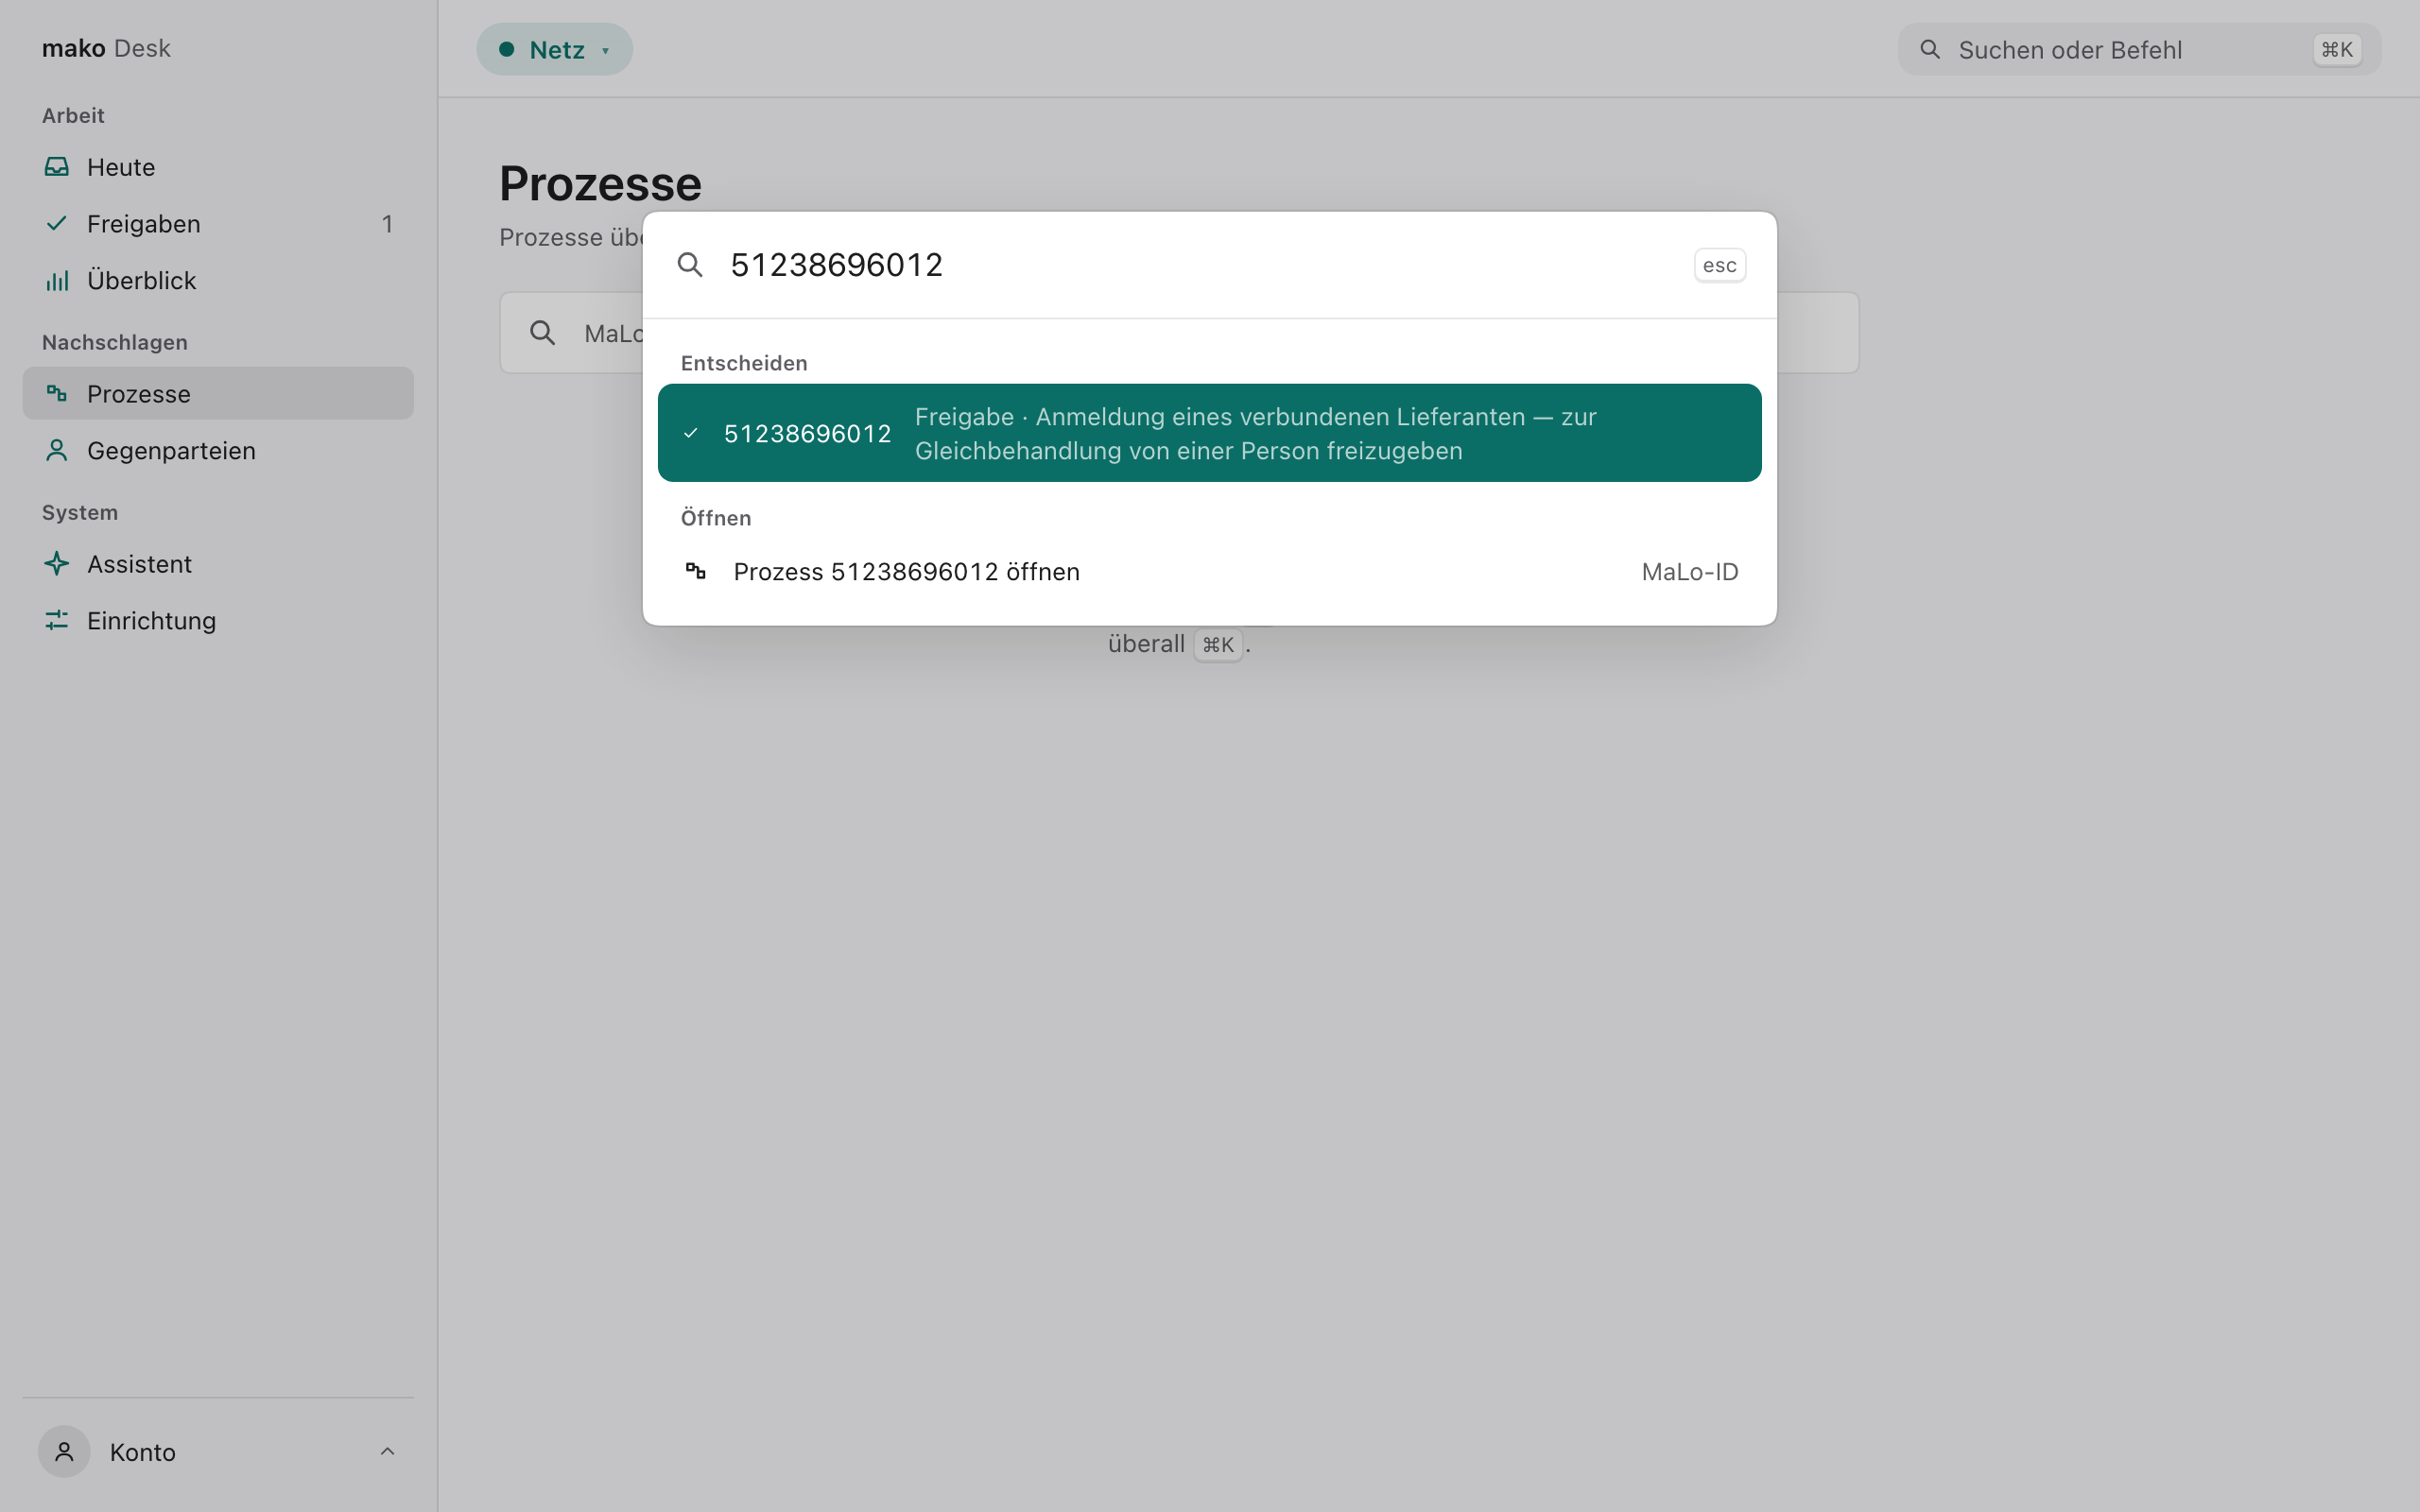 mako Desk
Arbeit
Heute
Freigaben 1
Überblick
Nachschlagen
Prozesse
Gegenparteien
System
Assistent
Einrichtung
Konto
Netz
Suchen oder Befehl ⌘K
Prozesse
Prozesse
51238696012 esc
Entscheiden
51238696012 Freigabe · Anmeldung eines verbundenen Lieferanten — zur
Gleichbehandlung von einer Person freizugeben
Öffnen
Prozess 51238696012 öffnen MaLo-ID
überall ⌘K.